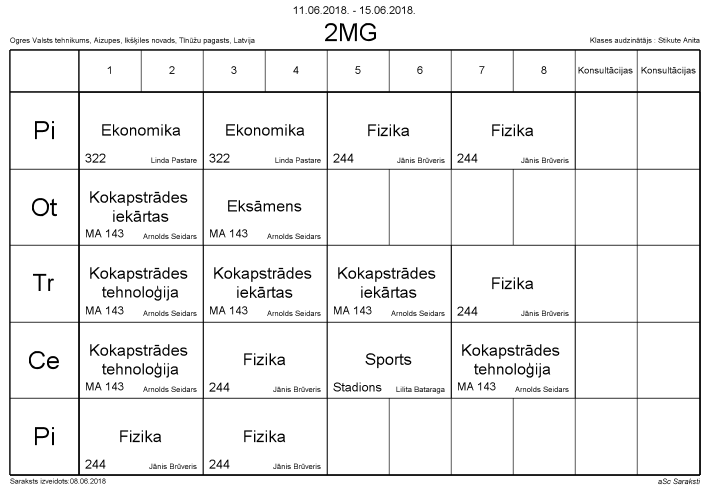 11.06.2018. - 15.06.2018.
Ogres Valsts tehnikums, Aizupes, Ikšķiles novads, Tīnūžu pagasts, Latvija 2MG Klases audzinātājs : Stikute Anita
1 2 3 4 5 6 7 8 Konsultācijas Konsultācijas
Pi Ekonomika Ekonomika Fizika Fizika
322 Linda Pastare 322 Linda Pastare 244 Jānis Brūveris 244 Jānis Brūveris
Ot Kokapstrādes iekārtas Eksāmens
MA 143 Arnolds Seidars MA 143 Arnolds Seidars
Tr Kokapstrādes tehnoloģija Kokapstrādes iekārtas Kokapstrādes iekārtas Fizika
MA 143 Arnolds Seidars MA 143 Arnolds Seidars MA 143 Arnolds Seidars 244 Jānis Brūveris
Ce Kokapstrādes tehnoloģija Fizika Sports Kokapstrādes tehnoloģija
MA 143 Arnolds Seidars 244 Jānis Brūveris Stadions Lilita Bataraga MA 143 Arnolds Seidars
Pi Fizika Fizika
244 Jānis Brūveris 244 Jānis Brūveris
Saraksts izveidots:08.06.2018 aSc Saraksti